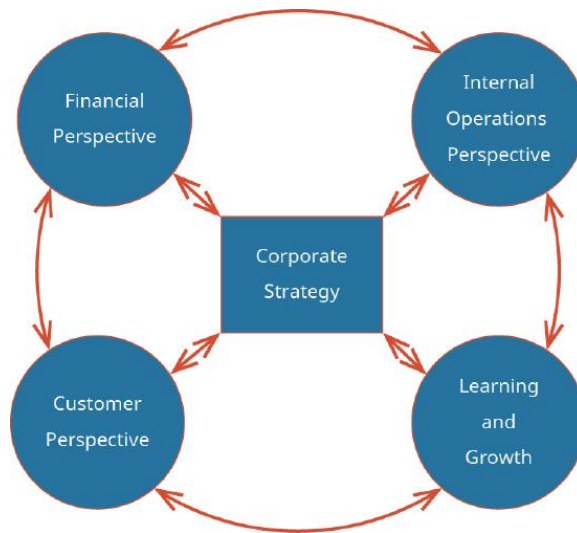 Financial
Perspective
Internal
Operations
Perspective
Corporate
Strategy
Customer
Perspective
Learning
and
Growth